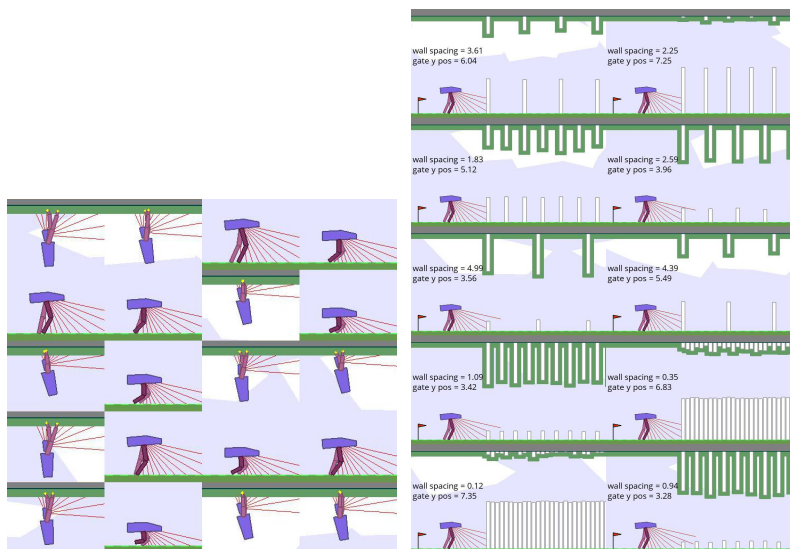 wall spacing = 3.61
gate y pos = 6.04
wall spacing = 2.25
gate y pos = 7.25
wall spacing = 1.83
gate y pos = 5.12
wall spacing = 2.59
gate y pos = 3.96
wall spacing = 4.99
gate y pos = 3.56
wall spacing = 4.39
gate y pos = 5.49
wall spacing = 1.09
gate y pos = 3.42
wall spacing = 0.35
gate y pos = 6.83
wall spacing = 0.12
gate y pos = 7.35
wall spacing = 0.94
gate y pos = 3.28